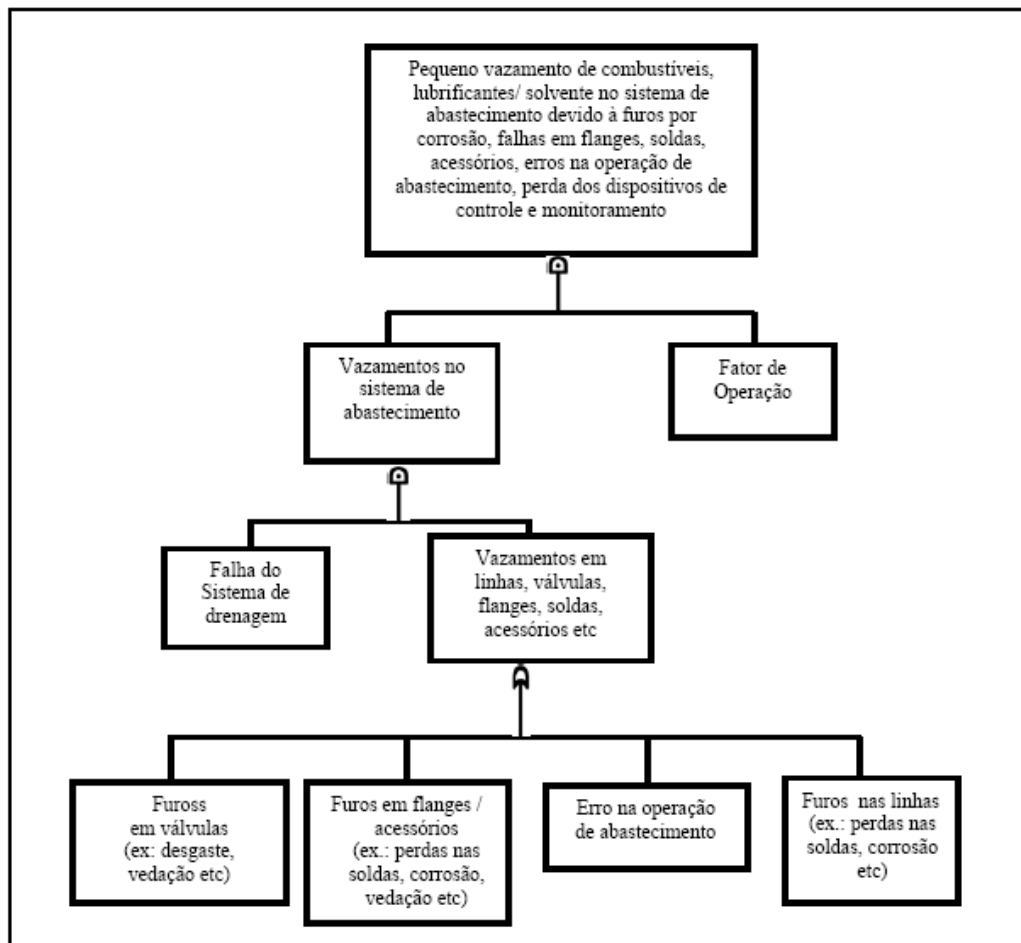 Pequeno vazamento de combustíveis,
lubrificantes/ solvente no sistema de
abastecimento devido à furos por
corrosão, falhas em flanges, soldas,
acessórios, erros na operação de
abastecimento, perda dos dispositivos de
controle e monitoramento
Vazamentos no
sistema de
abastecimento
Fator de
Operação
Falha do
Sistema de
drenagem
Vazamentos em
linhas, válvulas,
flanges, soldas,
acessórios etc
Fuross
em válvulas
(ex: desgaste,
vedação etc)
Furos em flanges /
acessórios
(ex.: perdas nas
soldas, corrosão,
vedação etc)
Erro na operação
de abastecimento
Furos nas linhas
(ex.: perdas nas
soldas, corrosão
etc)